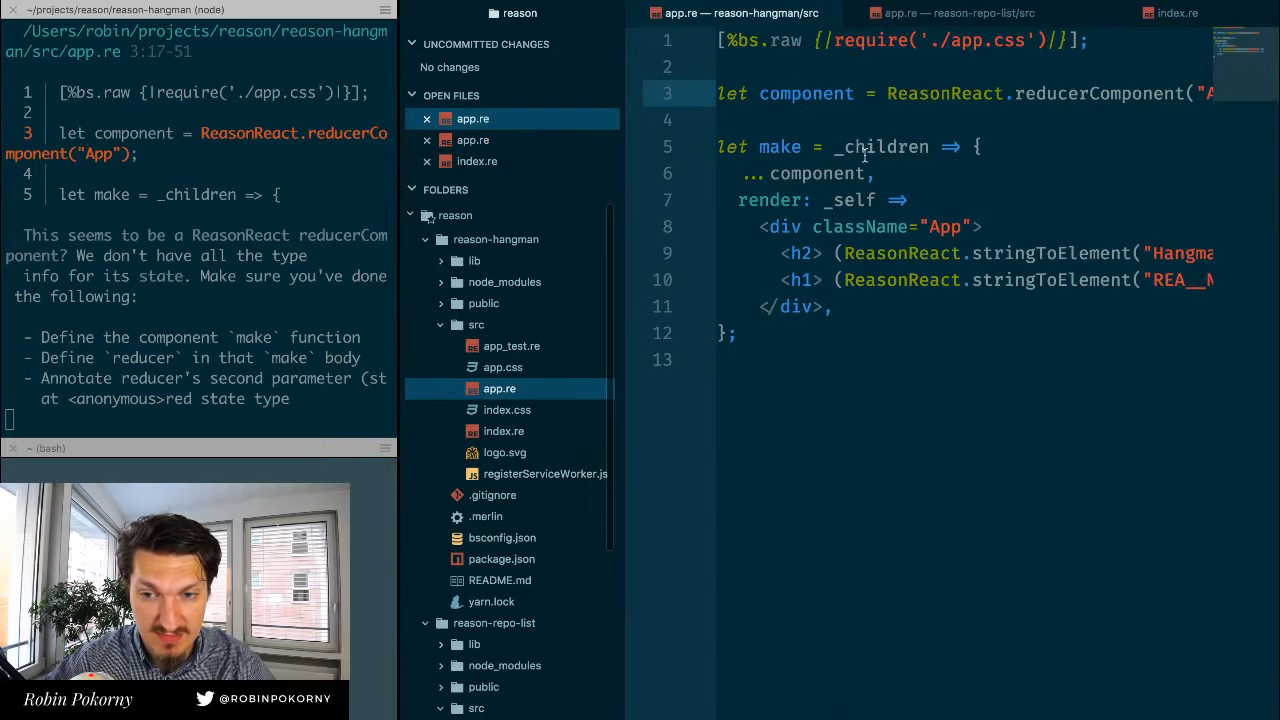 ~/projects/reason/reason-hangman (node)
/Users/robin/projects/reason/reason-hangm
an/src/app.re 3:17-51
1 [%bs.raw {|require('./app.css')|}];
2
3 let component = ReasonReact.reducerCo
mponent("App");
4
5 let make = _children => {
This seems to be a ReasonReact reducerCom
ponent? We don't have all the type
info for its state. Make sure you've done
the following:
- Define the component `make` function
- Define `reducer` in that `make` body
- Annotate reducer's second parameter (st
at <anonymous>red state type
~ (bash)
Robin Pokorny
@ROBINPOKORNY
reason
UNCOMMITTED CHANGES
No changes
OPEN FILES
app.re
app.re
index.re
FOLDERS
reason
reason-hangman
lib
node_modules
public
src
app_test.re
app.css
app.re
index.css
index.re
logo.svg
registerServiceWorker.js
.gitignore
.merlin
bsconfig.json
package.json
README.md
yarn.lock
reason-repo-list
lib
node_modules
public
src
app.re — reason-hangman/src
app.re — reason-repo-list/src
index.re
1 [%bs.raw {|require('./app.css')|}];
2
3 let component = ReasonReact.reducerComponent("A
4
5 let make = _children => {
6 ...component,
7 render: _self =>
8 <div className="App">
9 <h2> (ReasonReact.stringToElement("Hangma
10 <h1> (ReasonReact.stringToElement("REA__N
11 </div>,
12 };
13